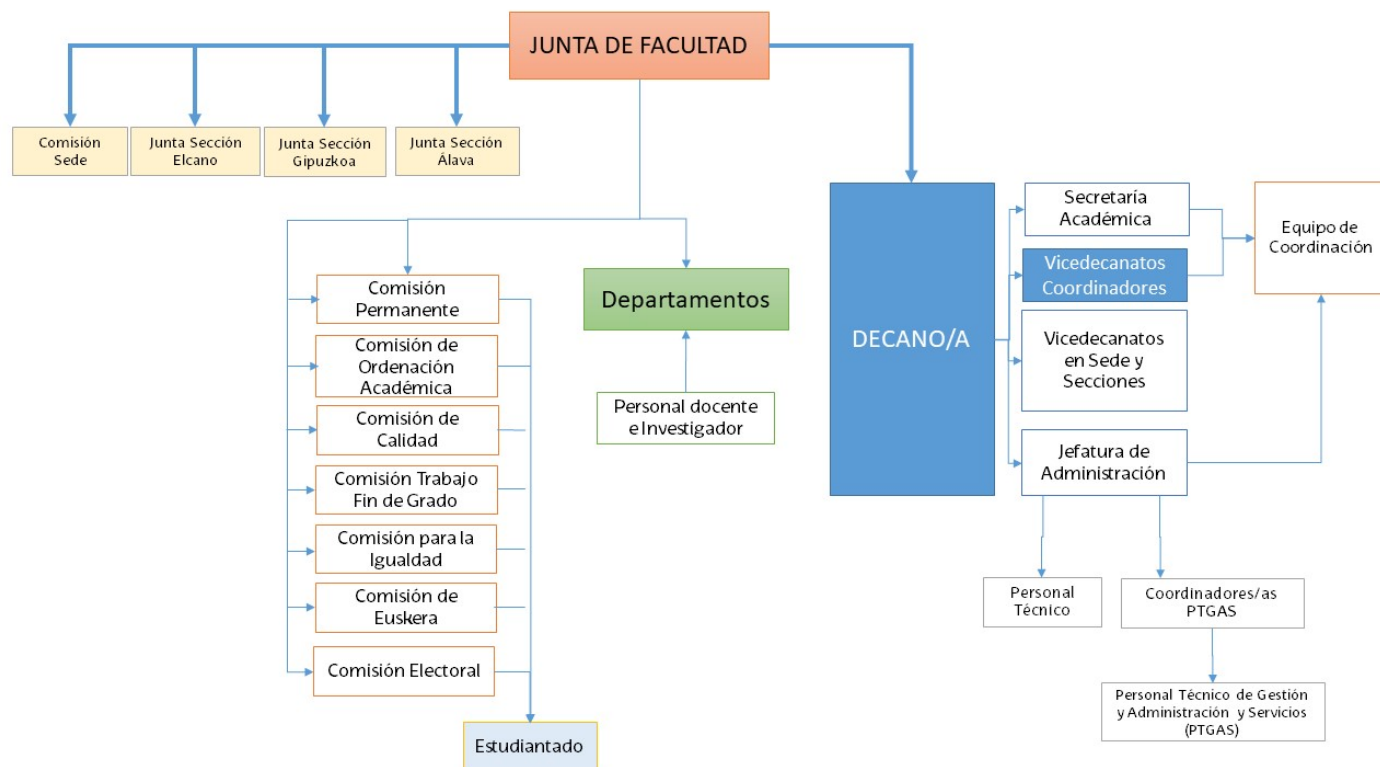 JUNTA DE FACULTAD
Comisión
Sede
Junta Sección
Elcano
Junta Sección
Gipuzkoa
Junta Sección
Álava
Comisión
Permanente
Comisión de
Ordenación
Académica
Comisión de
Calidad
Comisión Trabajo
Fin de Grado
Comisión para la
Igualdad
Comisión de
Euskera
Comisión Electoral
Estudiantado
Departamentos
Personal docente
e Investigador
DECANO/A
Secretaría
Académica
Vicedecanatos
Coordinadores
Vicedecanatos
en Sede y
Secciones
Jefatura de
Administración
Equipo de
Coordinación
Personal
Técnico
Coordinadores/as
PTGAS
Personal Técnico de Gestión
y Administración y Servicios
(PTGAS)